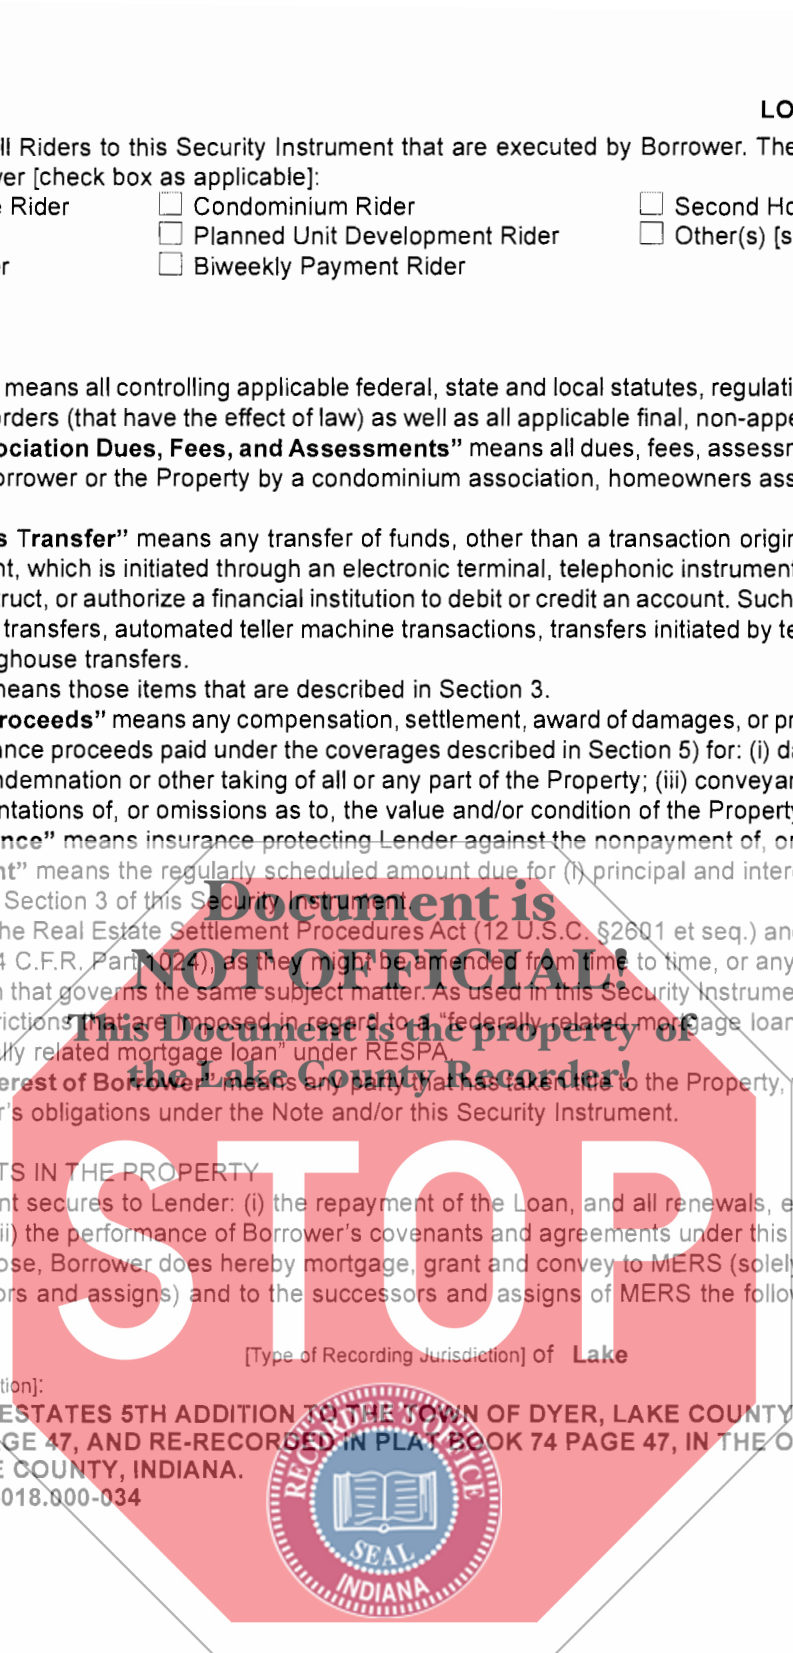 LO
ll Riders to this Security Instrument that are executed by Borrower. The
er [check box as applicable]:
Rider Condominium Rider Second Ho
Planned Unit Development Rider Other(s) [s
r Biweekly Payment Rider
means all controlling applicable federal, state and local statutes, regulati
rders (that have the effect of law) as well as all applicable final, non-appe
ociation Dues, Fees, and Assessments” means all dues, fees, assessm
orrower or the Property by a condominium association, homeowners ass
s Transfer” means any transfer of funds, other than a transaction origin
nt, which is initiated through an electronic terminal, telephonic instrument
ruct, or authorize a financial institution to debit or credit an account. Such
transfers, automated teller machine transactions, transfers initiated by te
ghouse transfers.
means those items that are described in Section 3.
roceeds” means any compensation, settlement, award of damages, or pr
ance proceeds paid under the coverages described in Section 5) for: (i) da
ndemnation or other taking of all or any part of the Property; (iii) conveyan
ntations of, or omissions as to, the value and/or condition of the Property
nce” means insurance protecting Lender against the nonpayment of, or
nt” means the regularly scheduled amount due for (i) principal and intere
Section 3 of this Security Instrument.
Document is
he Real Estate Settlement Procedures Act (12 U.S.C. §2601 et seq.) an
4 C.F.R. Part 1024), as they might be amended from time to time, or any
NOT OFFICIAL!
n that governs the same subject matter. As used in this Security Instrume
ictions that are imposed in regard to a “federally related mortgage loan
This Document is the property of
lly related mortgage loan” under RESPA.
the Lake County Recorder!
erest of Borrower” means any party that has taken title to the Property,
r’s obligations under the Note and/or this Security Instrument.
STOP
TS IN THE PROPERTY
nt secures to Lender: (i) the repayment of the Loan, and all renewals, e
ii) the performance of Borrower’s covenants and agreements under this
ose, Borrower does hereby mortgage, grant and convey to MERS (solely
ors and assigns) and to the successors and assigns of MERS the follow
[Type of Recording Jurisdiction] of Lake
tion]:
ESTATES 5TH ADDITION TO THE TOWN OF DYER, LAKE COUNTY
GE 47, AND RE-RECORDED IN PLAT BOOK 74 PAGE 47, IN THE O
E COUNTY, INDIANA.
018.000-034
RECORDER'S OFFICE
SEAL
INDIANA